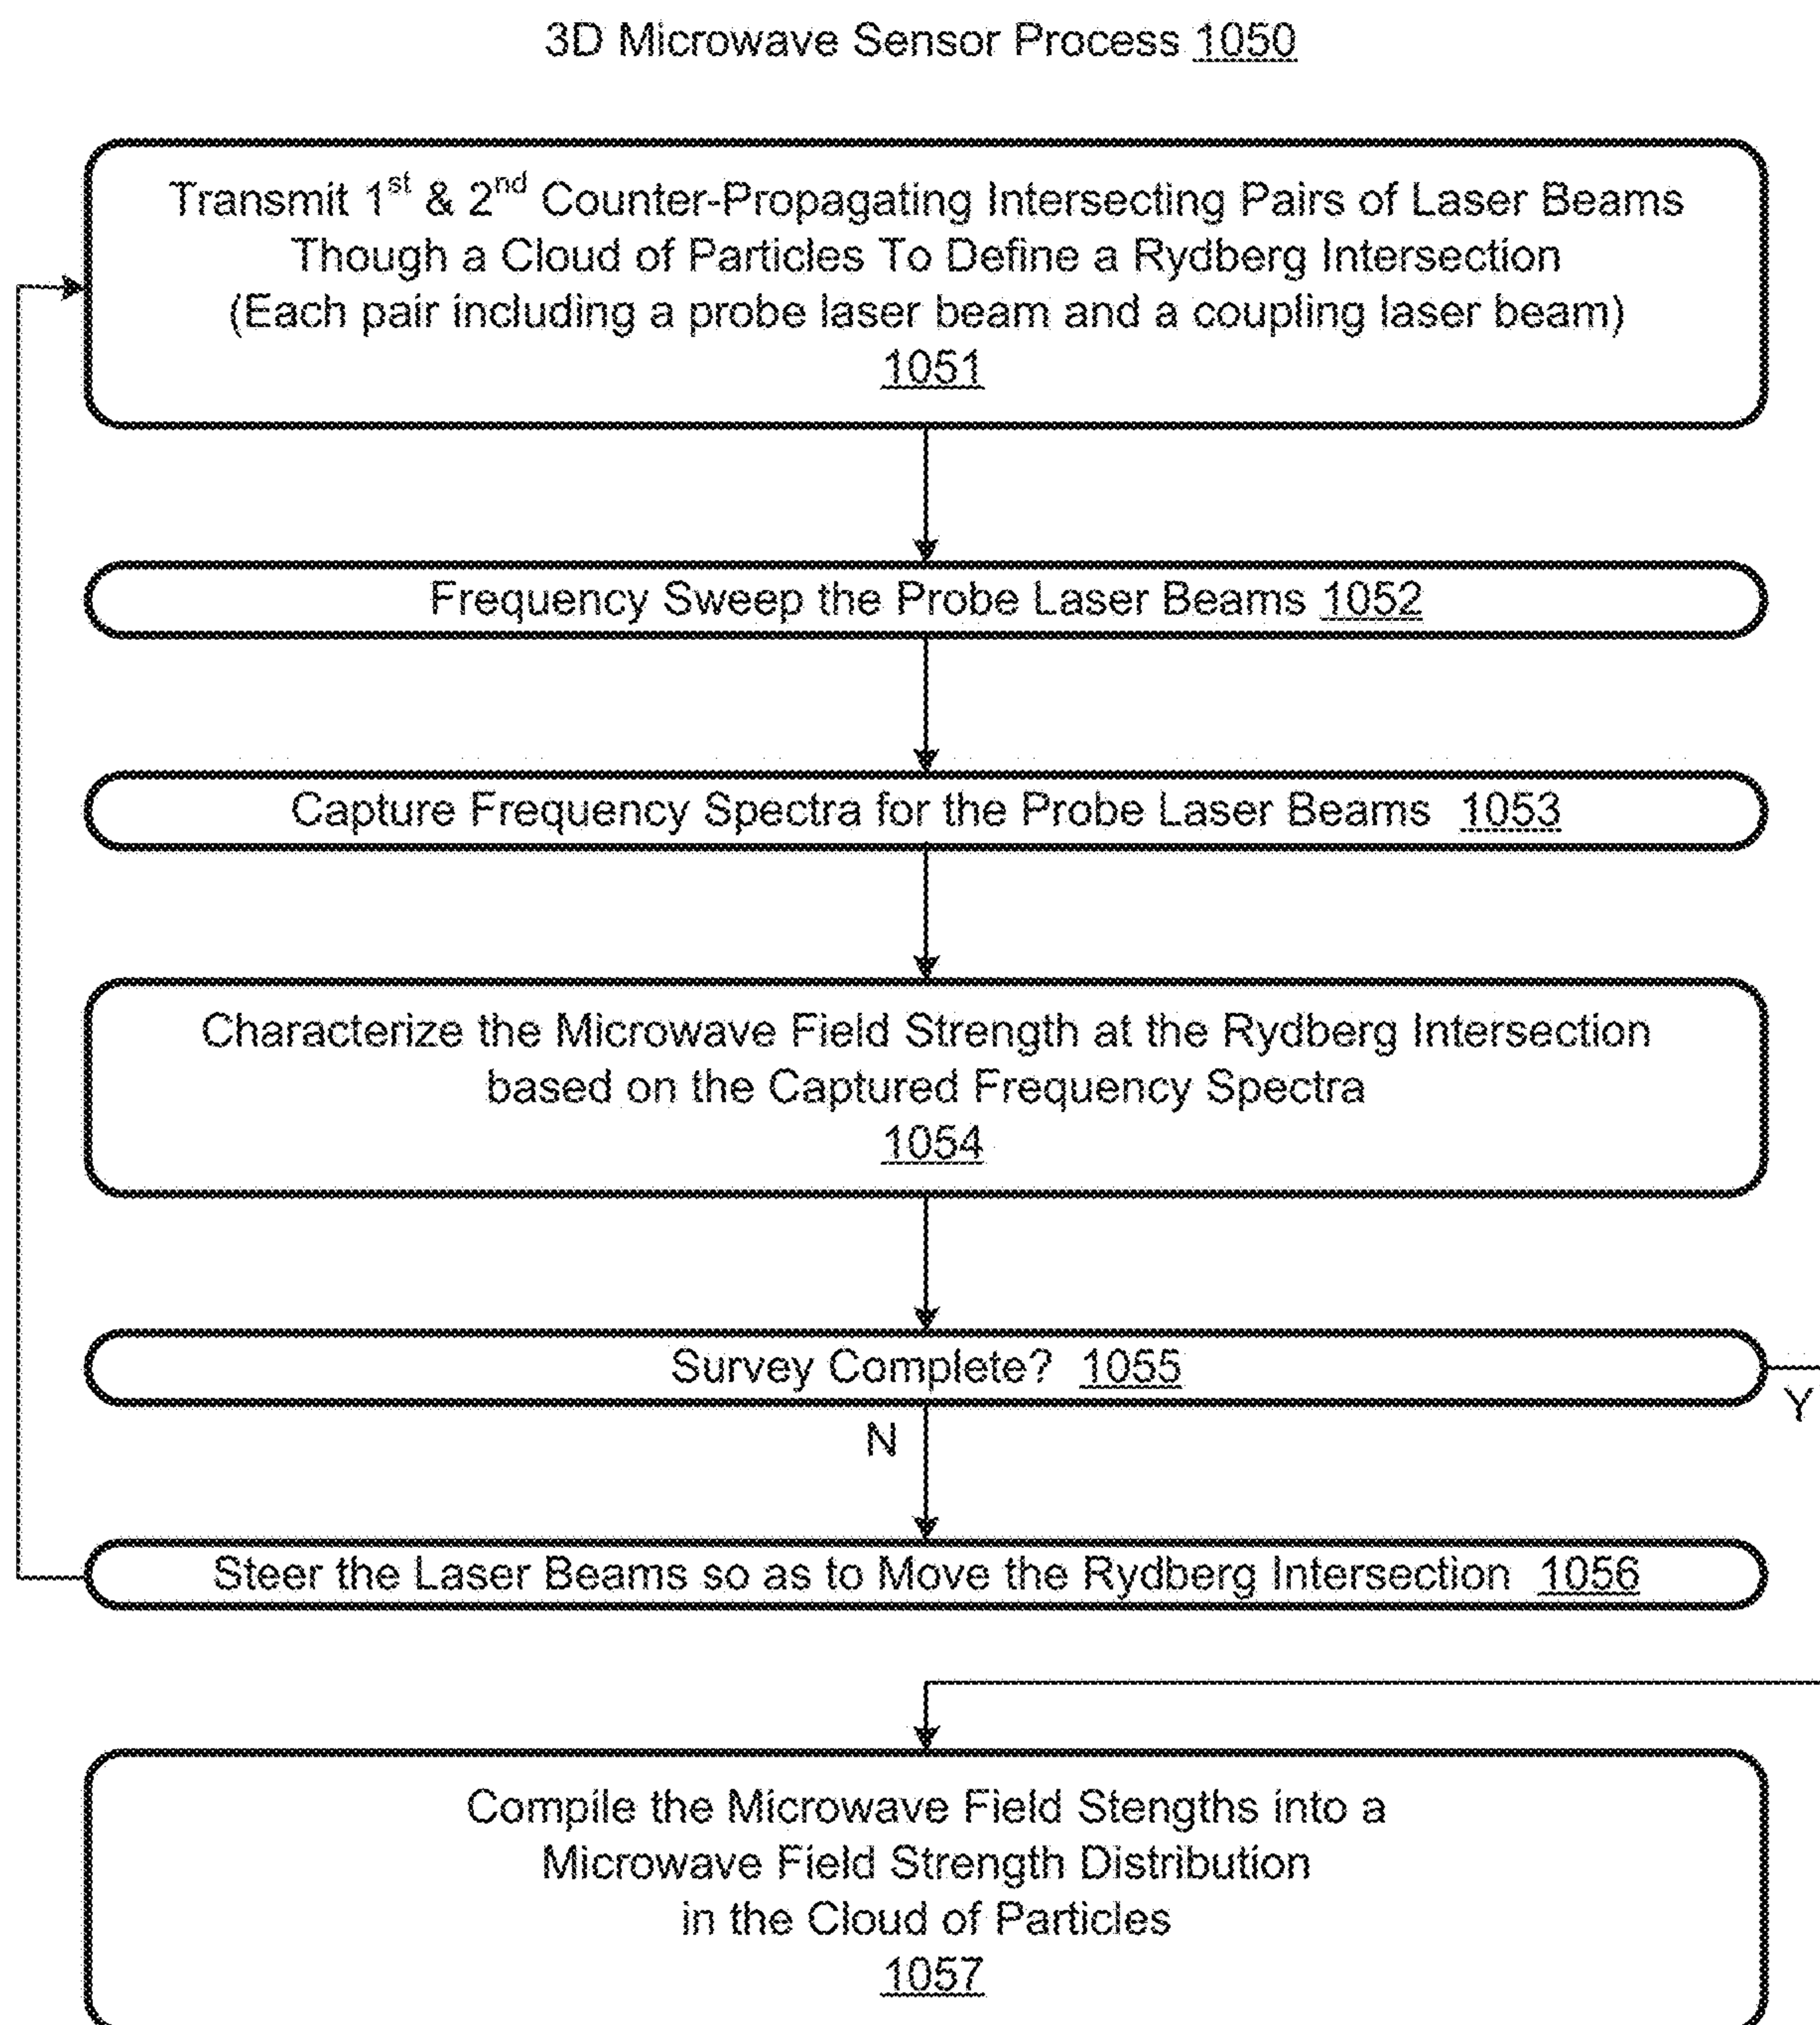 3D Microwave Sensor Process 1050
Transmit 1st & 2nd Counter-Propagating Intersecting Pairs of Laser Beams
Though a Cloud of Particles To Define a Rydberg Intersection
(Each pair including a probe laser beam and a coupling laser beam)
1051
Frequency Sweep the Probe Laser Beams 1052
Capture Frequency Spectra for the Probe Laser Beams 1053
Characterize the Microwave Field Strength at the Rydberg Intersection
based on the Captured Frequency Spectra
1054
Survey Complete? 1055
Y
N
Steer the Laser Beams so as to Move the Rydberg Intersection 1056
Compile the Microwave Field Stengths into a
Microwave Field Strength Distribution
in the Cloud of Particles
1057